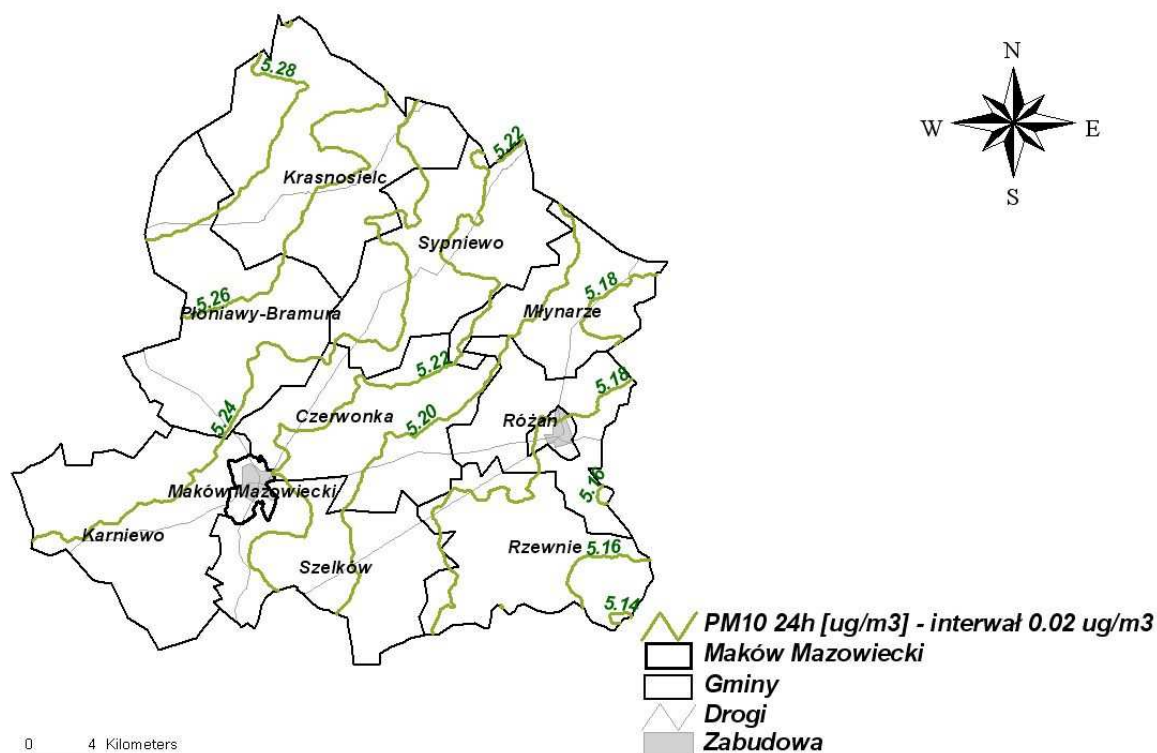 N
5.28
W E
5.22
Krasnosielc
S
Sypniewo
5.18
5.26
Płoniawy-Bramura
Młynarze
5.22
5.18
5.24
Czerwonka
5.20
Różan
Maków Mazowiecki
5.16
Karniewo
Szelków
Rzewnie
5.16
5.14
PM10 24h [ug/m3] - interwał 0.02 ug/m3
Maków Mazowiecki
Gminy
Drogi
0 4 Kilometers
Zabudowa